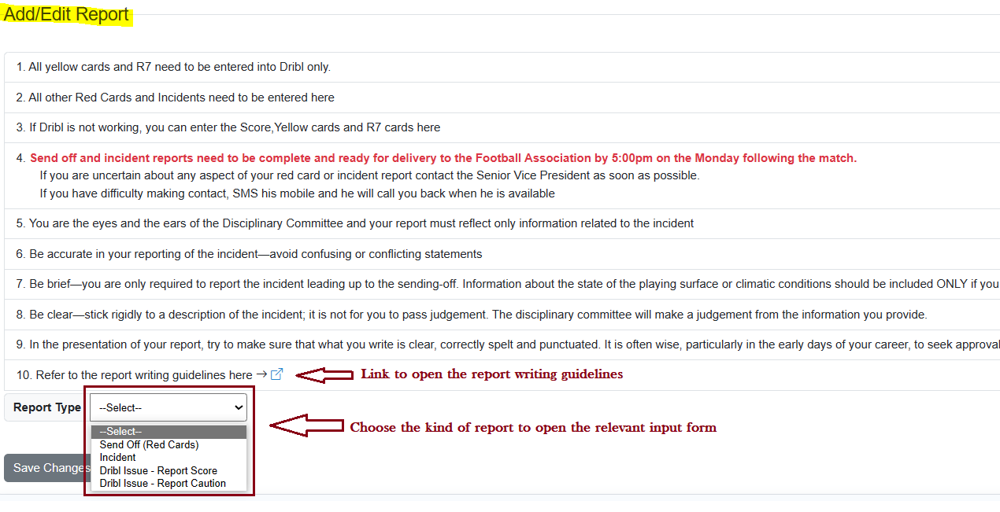 Add/Edit Report
1. All yellow cards and R7 need to be entered into Dribl only.
2. All other Red Cards and Incidents need to be entered here
3. If Dribl is not working, you can enter the Score,Yellow cards and R7 cards here
4. Send off and incident reports need to be complete and ready for delivery to the Football Association by 5:00pm on the Monday following the match.
If you are uncertain about any aspect of your red card or incident report contact the Senior Vice President as soon as possible.
If you have difficulty making contact, SMS his mobile and he will call you back when he is available
5. You are the eyes and the ears of the Disciplinary Committee and your report must reflect only information related to the incident
6. Be accurate in your reporting of the incident—avoid confusing or conflicting statements
7. Be brief—you are only required to report the incident leading up to the sending-off. Information about the state of the playing surface or climatic conditions should be included ONLY if you
8. Be clear—stick rigidly to a description of the incident; it is not for you to pass judgement. The disciplinary committee will make a judgement from the information you provide.
9. In the presentation of your report, try to make sure that what you write is clear, correctly spelt and punctuated. It is often wise, particularly in the early days of your career, to seek approval
10. Refer to the report writing guidelines here → Link to open the report writing guidelines
Report Type --Select--
Choose the kind of report to open the relevant input form
--Select--
Send Off (Red Cards)
Incident
Dribl Issue - Report Score
Dribl Issue - Report Caution
Save Changes